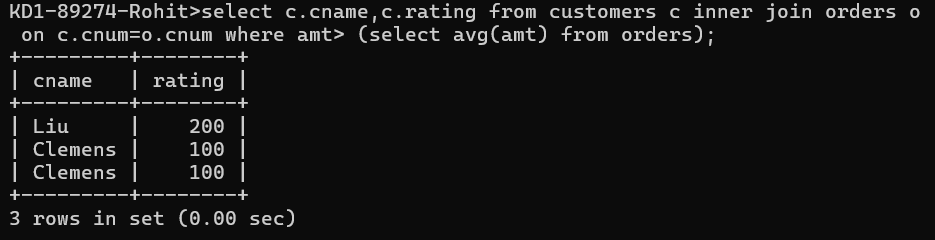 KD1-89274-Rohit>select c.cname,c.rating from customers c inner join orders o
 on c.cnum=o.cnum where amt> (select avg(amt) from orders);
+---------+--------+
| cname   | rating |
+---------+--------+
| Liu     |    200 |
| Clemens |    100 |
| Clemens |    100 |
+---------+--------+
3 rows in set (0.00 sec)